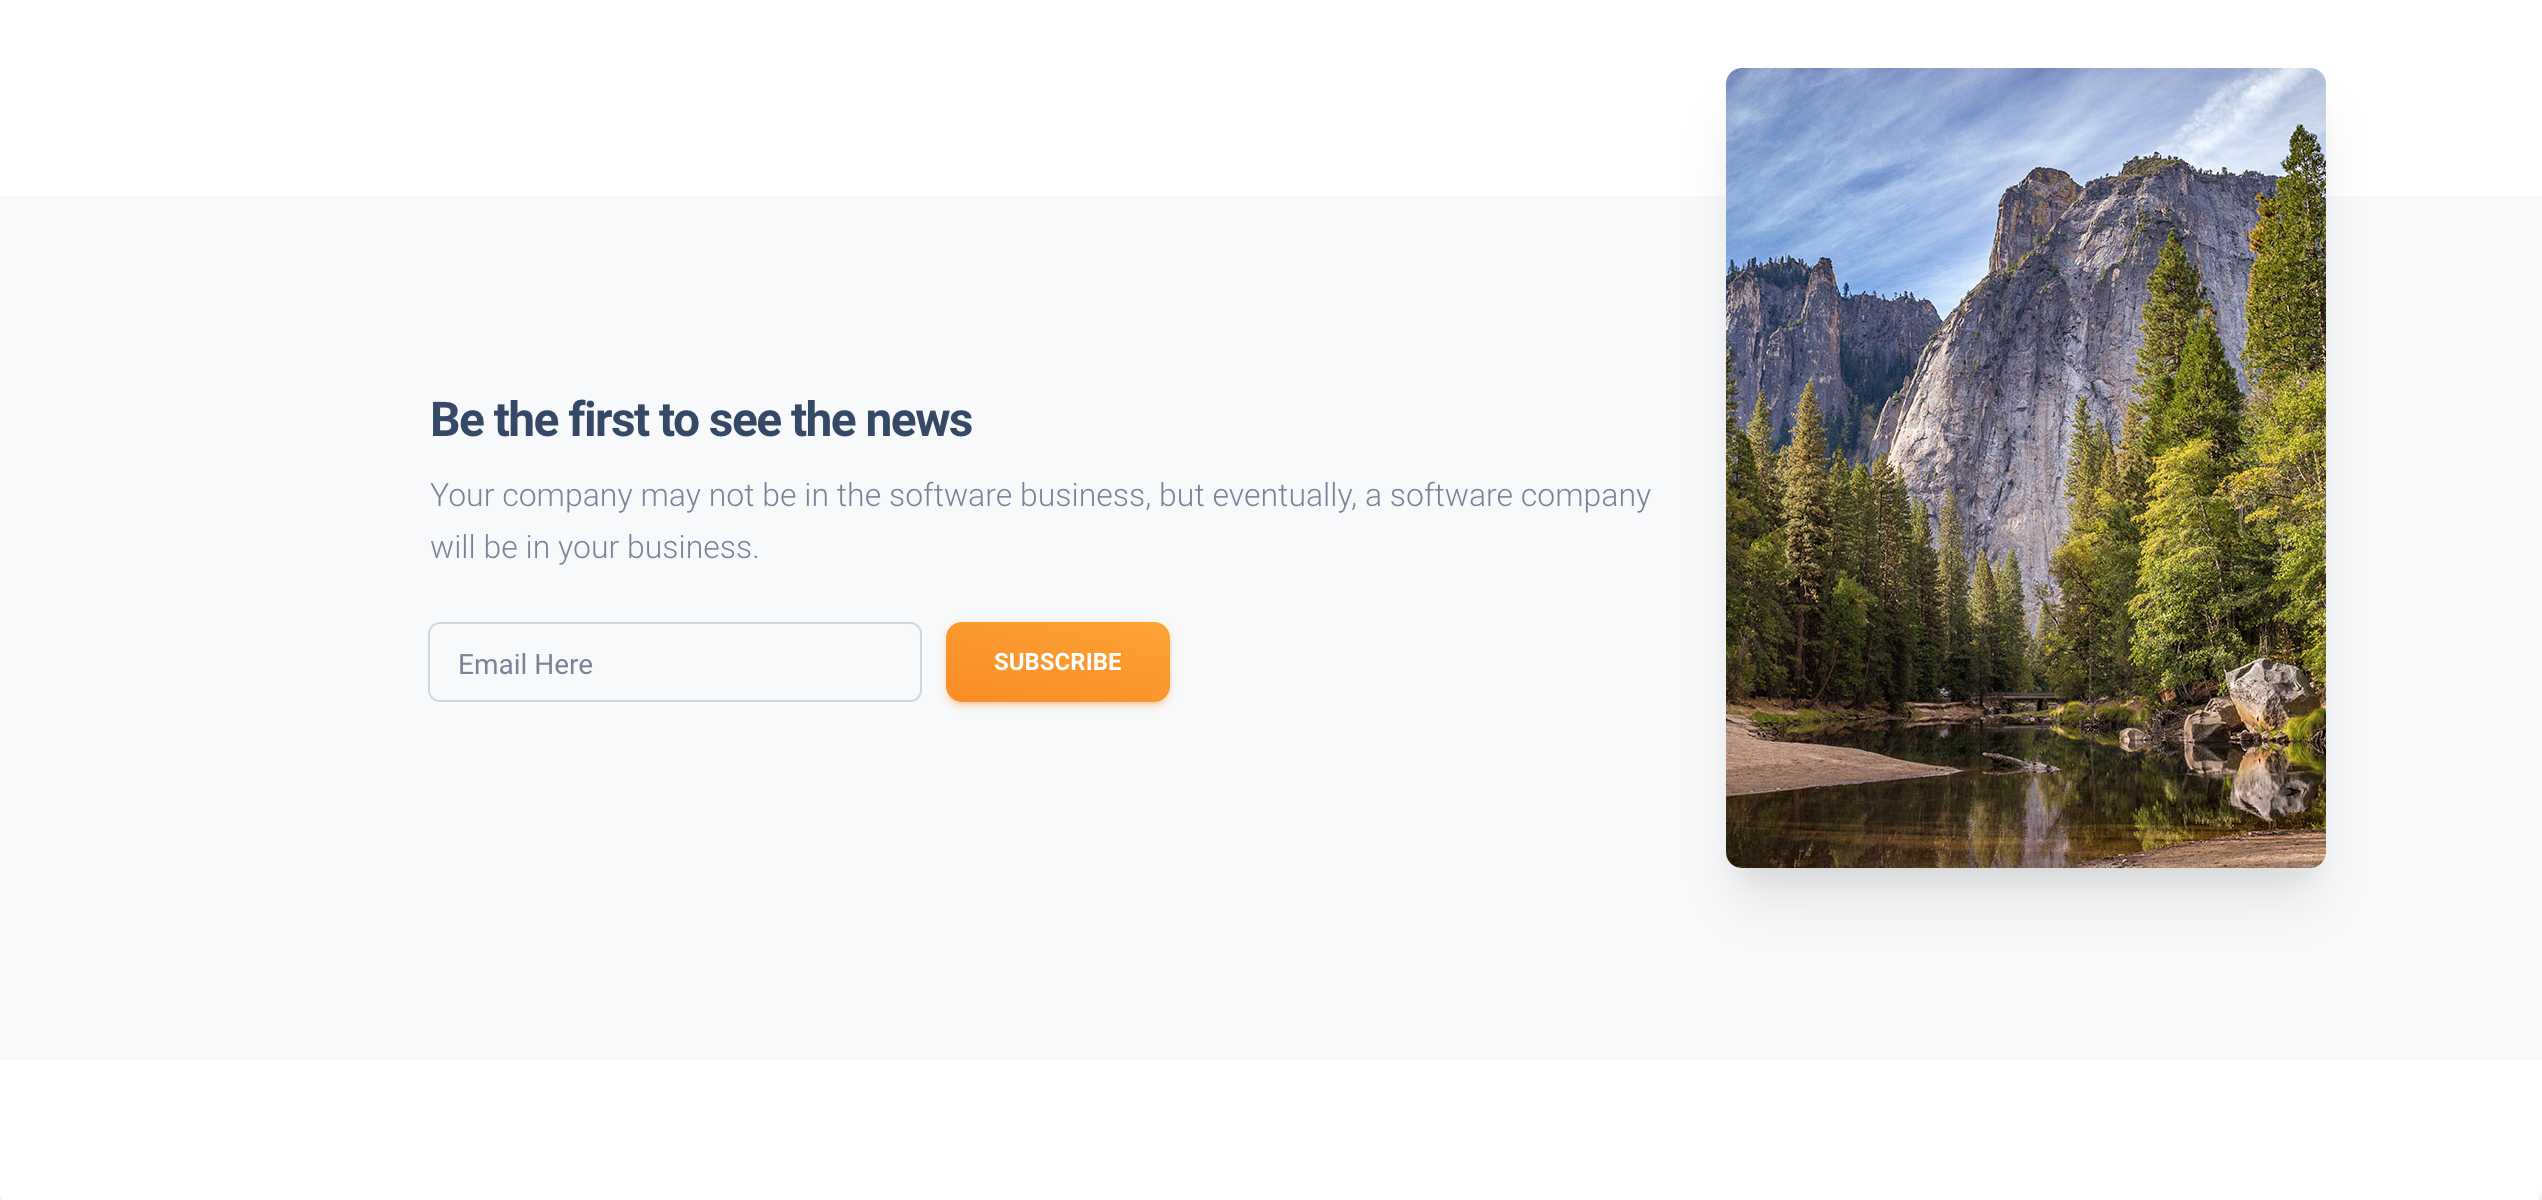 Be the first to see the news
Your company may not be in the software business, but eventually, a software company
will be in your business.
Email Here
SUBSCRIBE